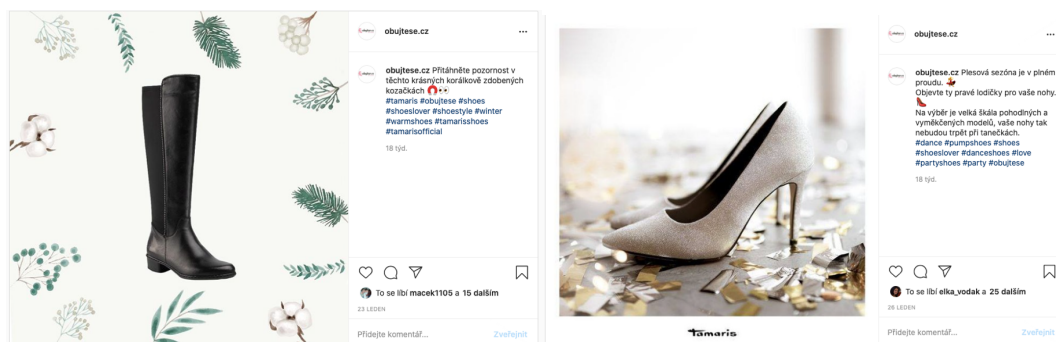 obujtese.cz
obujtese.cz Přitáhněte pozornost v
těchto krásných korálkově zdobených
kozačkách
#tamaris #obujtese #shoes
#shoeslover #shoestyle #winter
#warmshoes #tamarisshoes
#tamarisofficial
18 týd.
To se líbí macek1105 a 15 dalším
23 LEDEN
Přidejte komentář...
Zveřejnit
tamaris
obujtese.cz
obujtese.cz Plesová sezóna je v plném
proudu.
Objevte ty pravé lodičky pro vaše nohy.
Na výběr je velká škála pohodlných a
vyměkčených modelů, vaše nohy tak
nebudou trpět při tanečkách.
#dance #pumpshoes #shoes
#shoeslover #danceshoes #love
#partyshoes #party #obujtese
18 týd.
To se líbí elka_vodak a 25 dalším
26 LEDEN
Přidejte komentář...
Zveřejnit